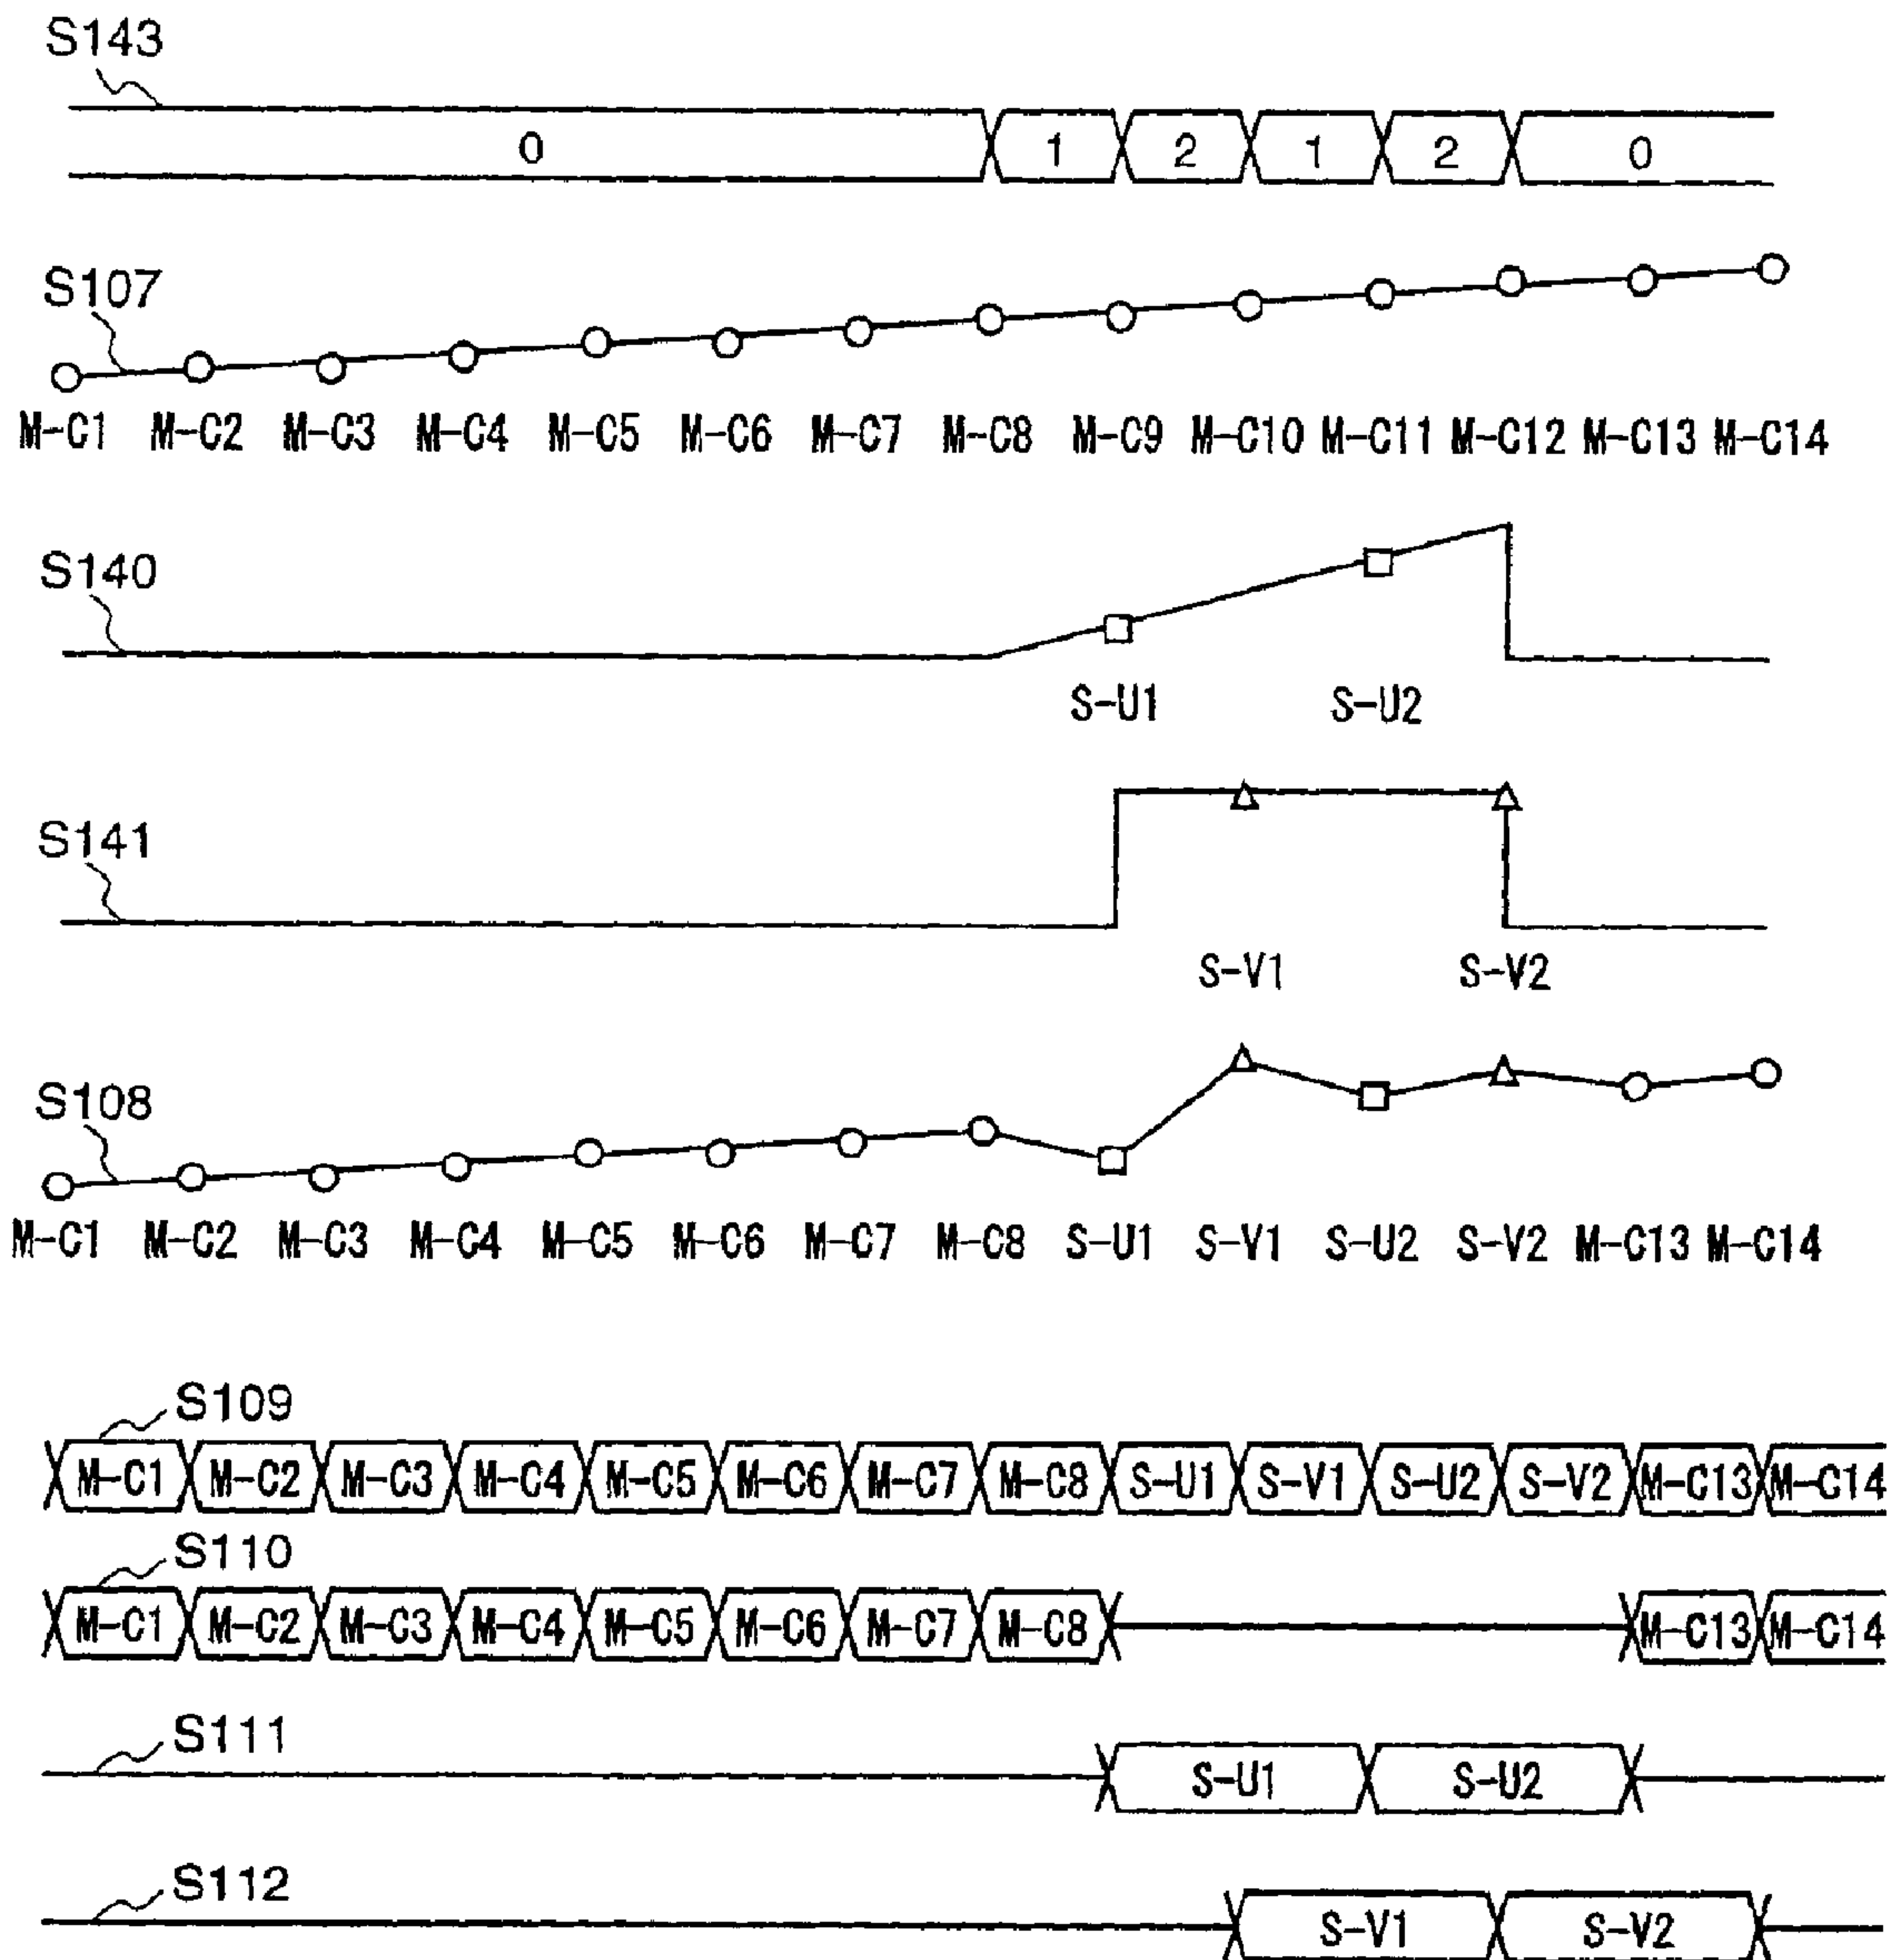 S143
0 1 2 1 2 0
S107
M-C1 M-C2 M-C3 M-C4 M-C5 M-C6 M-C7 M-C8 M-C9 M-C10 M-C11 M-C12 M-C13 M-C14
S140
S-U1 S-U2
S141
S-V1 S-V2
S108
M-C1 M-C2 M-C3 M-C4 M-C5 M-C6 M-C7 M-C8 S-U1 S-V1 S-U2 S-V2 M-C13 M-C14
S109
M-C1 M-C2 M-C3 M-C4 M-C5 M-C6 M-C7 M-C8 S-U1 S-V1 S-U2 S-V2 M-C13 M-C14
S110
M-C1 M-C2 M-C3 M-C4 M-C5 M-C6 M-C7 M-C8 M-C13 M-C14
S111
S-U1 S-U2
S112
S-V1 S-V2